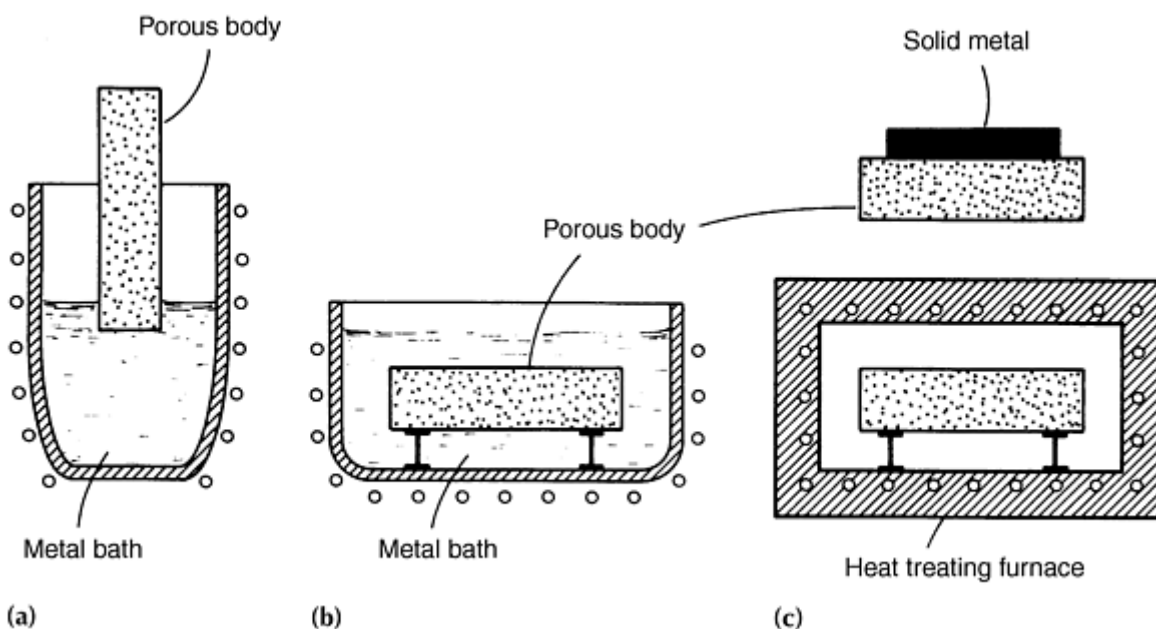 Porous body
Solid metal
Porous body
Metal bath
Metal bath
Heat treating furnace
(a)
(b)
(c)